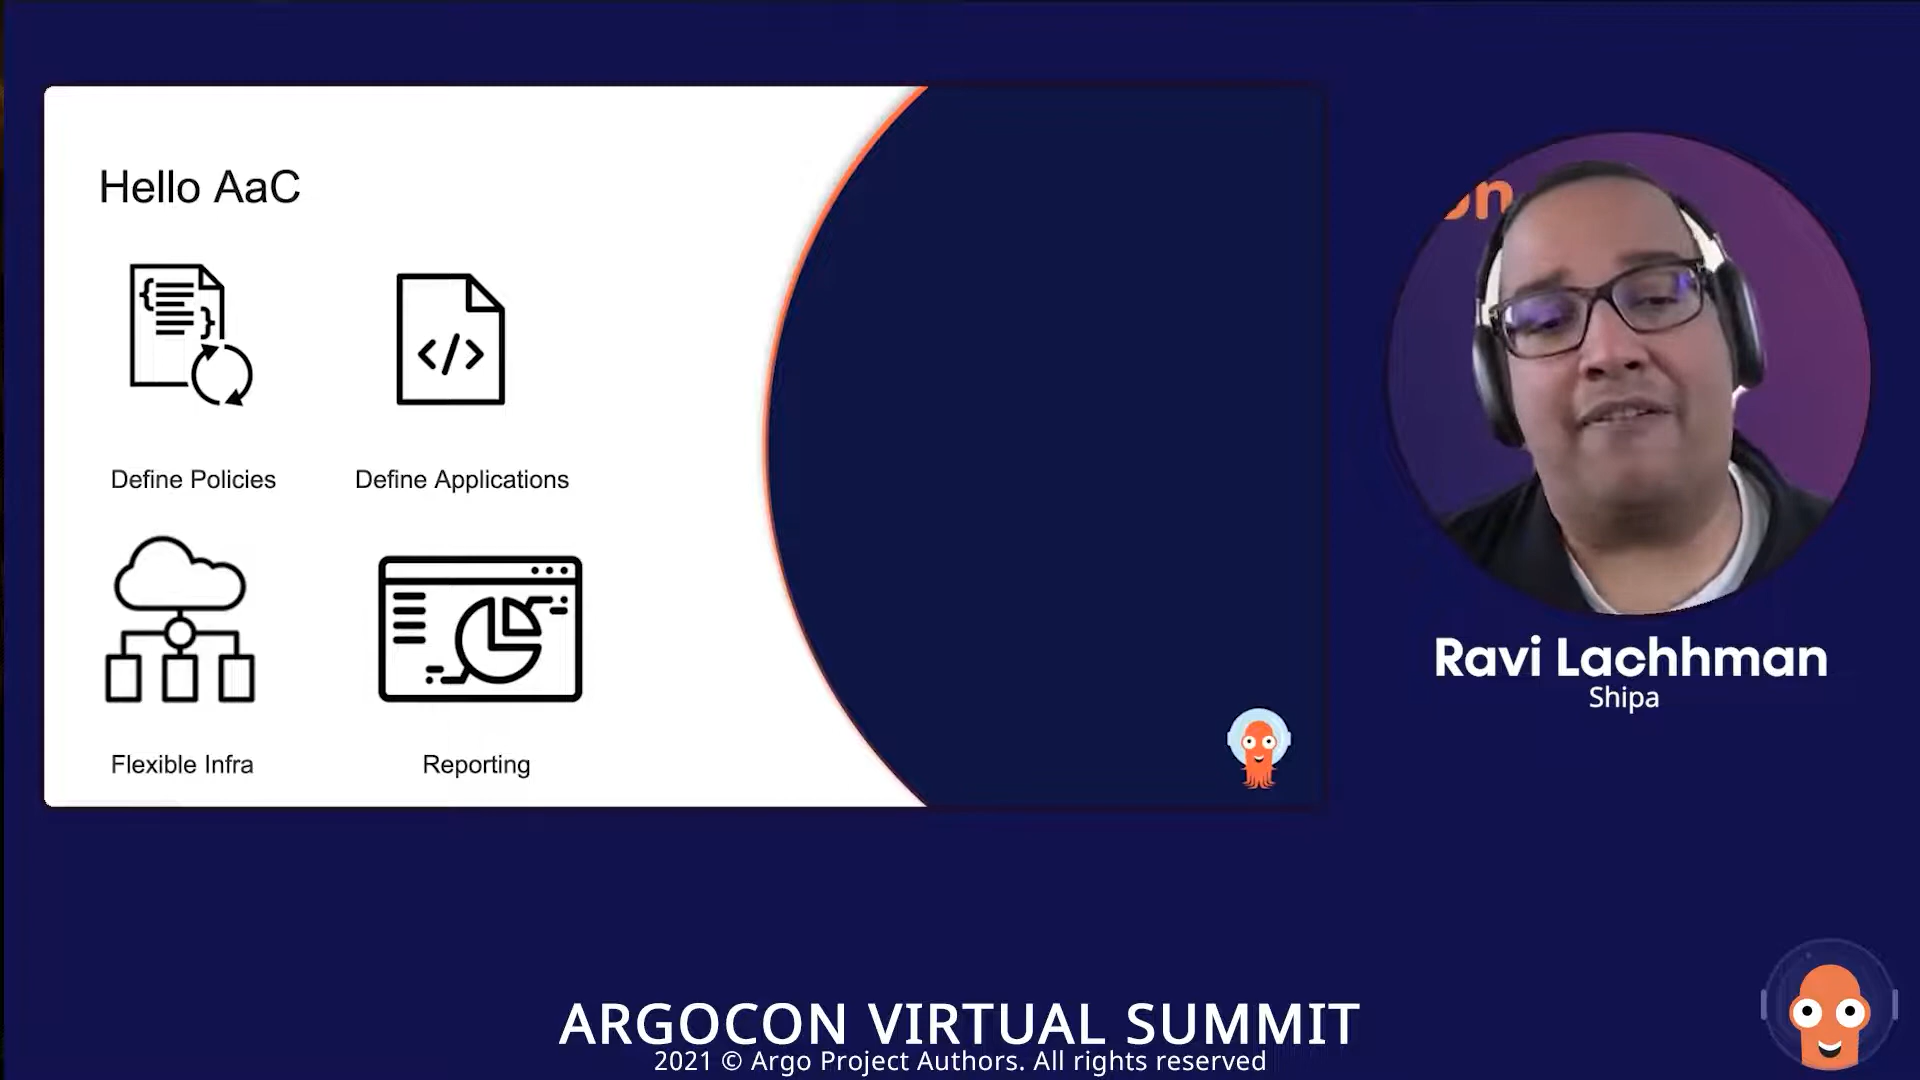 Hello AaC
Define Policies
Define Applications
Flexible Infra
Reporting
on
Ravi Lachhman
Shipa
ARGOCON VIRTUAL SUMMIT
2021 © Argo Project Authors. All rights reserved